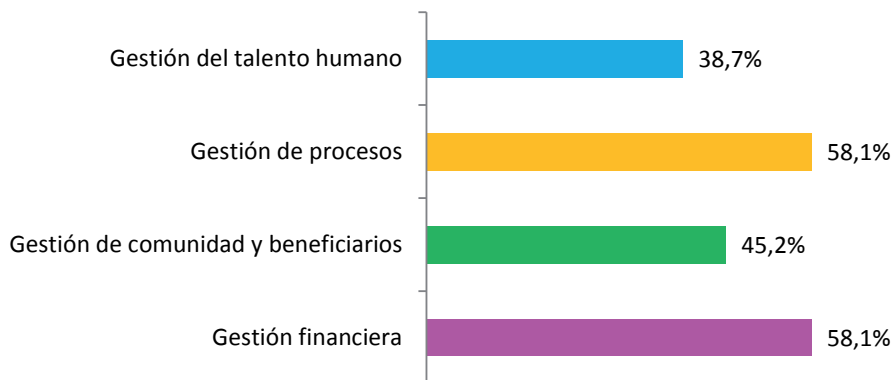 Gestión del talento humano 38,7%
Gestión de procesos 58,1%
Gestión de comunidad y beneficiarios 45,2%
Gestión financiera 58,1%